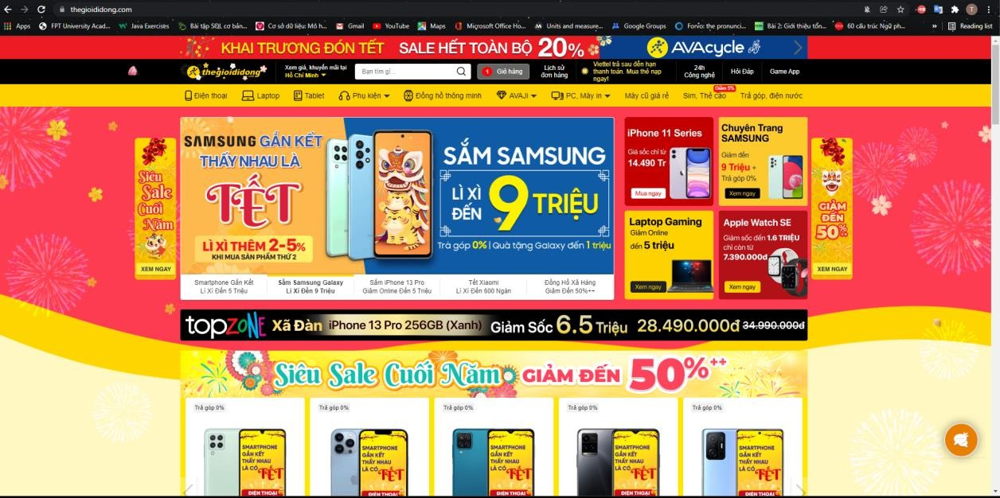 thegioididong.com
Apps
FPT University Acad...
Java Exercises
Bài tập SQL cơ bản...
Cơ sở dữ liệu: Mô h...
Gmail
YouTube
Maps
Microsoft Office Ho...
Units and measure...
Google Groups
Forvo: the pronunci...
Bài 2: Giới thiệu tổn...
60 cấu trúc Ngữ ph...
»
Reading list
KHAI TRƯƠNG ĐÓN TẾT SALE HẾT TOÀN BỘ 20% AVAcycle
thegioididong
Xem giá, khuyến mãi tại
Hồ Chí Minh
Bạn tìm gì...
1 Giỏ hàng
Lịch sử
đơn hàng
Viettel trả sau đến hạn
thanh toán. Mua thẻ nạp
ngay!
24h
Công nghệ
Hỏi Đáp
Game App
Điện thoại
Laptop
Tablet
Phụ kiện
Đồng hồ thông minh
AVAJi
PC, Máy in
Máy cũ giá rẻ
Giảm 5%
Sim, Thẻ cào
Trả góp, điện nước
Siêu
Sale
Cuối
Năm
XEM NGAY
SAMSUNG GẮN KẾT
THẤY NHAU LÀ
TẾT
LÌ XÌ THÊM 2-5%
KHI MUA SẢN PHẨM THỨ 2
SẮM SAMSUNG
LÌ XÌ
ĐẾN 9 TRIỆU
Trả góp 0% | Quà tặng Galaxy đến 1 triệu
Smartphone Gắn Kết
Lì Xì Đến 5 Triệu
Sắm Samsung Galaxy
Lì Xì Đến 9 Triệu
Sắm iPhone 13 Pro
Giảm Online Đến 5 Triệu
Tết Xiaomi
Lì Xì Đến 600 Ngàn
Đồng Hồ Xả Hàng
Giảm Đến 50%++
iPhone 11 Series
Giá sốc chỉ từ
14.490 Tr
Mua ngay
Chuyên Trang
SAMSUNG
Giảm đến
9 Triệu +
Trả góp 0%
Xem ngay
Laptop Gaming
Giảm Online
đến 5 triệu
Xem ngay
Apple Watch SE
Giảm sốc đến 1.6 TRIỆU
chỉ còn từ
7.390.000đ
Xem ngay
GIẢM
ĐẾN
50%
XEM NGAY
topzone Xã Đàn iPhone 13 Pro 256GB (Xanh) Giảm Sốc 6.5 Triệu 28.490.000đ 34.990.000đ
Siêu Sale Cuối Năm GIẢM ĐẾN 50%++
Trả góp 0%
Trả góp 0%
Trả góp 0%
Trả góp 0%
Trả góp 0%
SMARTPHONE
GẮN KẾT
THẤY NHAU
LÀ CÓ TẾT
ĐIỆN THOẠI
SMARTPHONE
GẮN KẾT
THẤY NHAU
LÀ CÓ TẾT
ĐIỆN THOẠI
SMARTPHONE
GẮN KẾT
THẤY NHAU
LÀ CÓ TẾT
ĐIỆN THOẠI
SMARTPHONE
GẮN KẾT
THẤY NHAU
LÀ CÓ TẾT
ĐIỆN THOẠI
SMARTPHONE
GẮN KẾT
THẤY NHAU
LÀ CÓ TẾT
ĐIỆN THOẠI